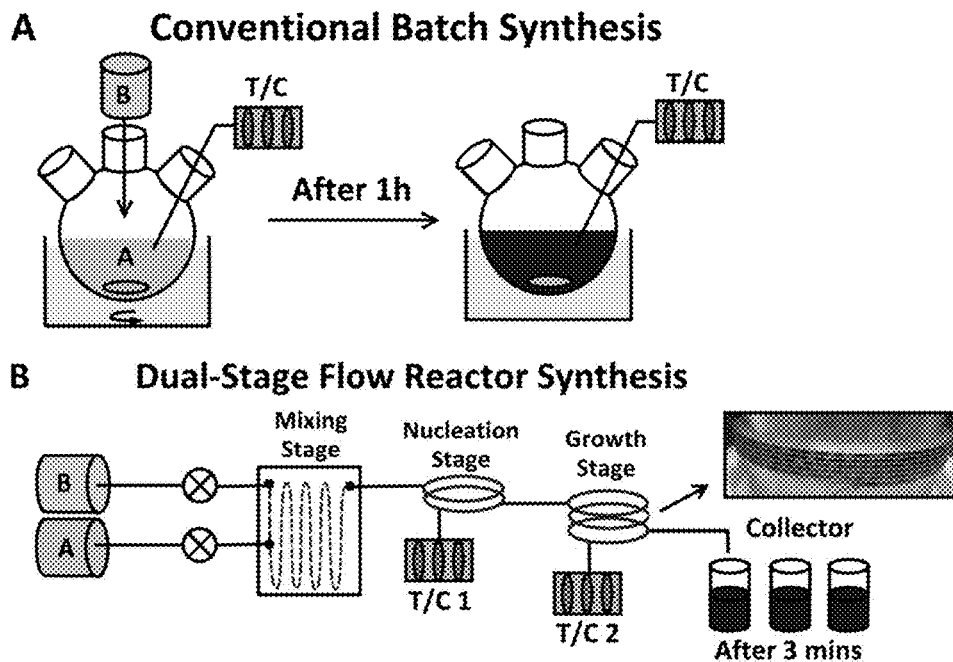 A Conventional Batch Synthesis
B
T/C
T/C
After 1h
A
B Dual-Stage Flow Reactor Synthesis
Mixing
Stage
Nucleation
Stage
Growth
Stage
B
A
T/C 1
T/C 2
Collector
After 3 mins